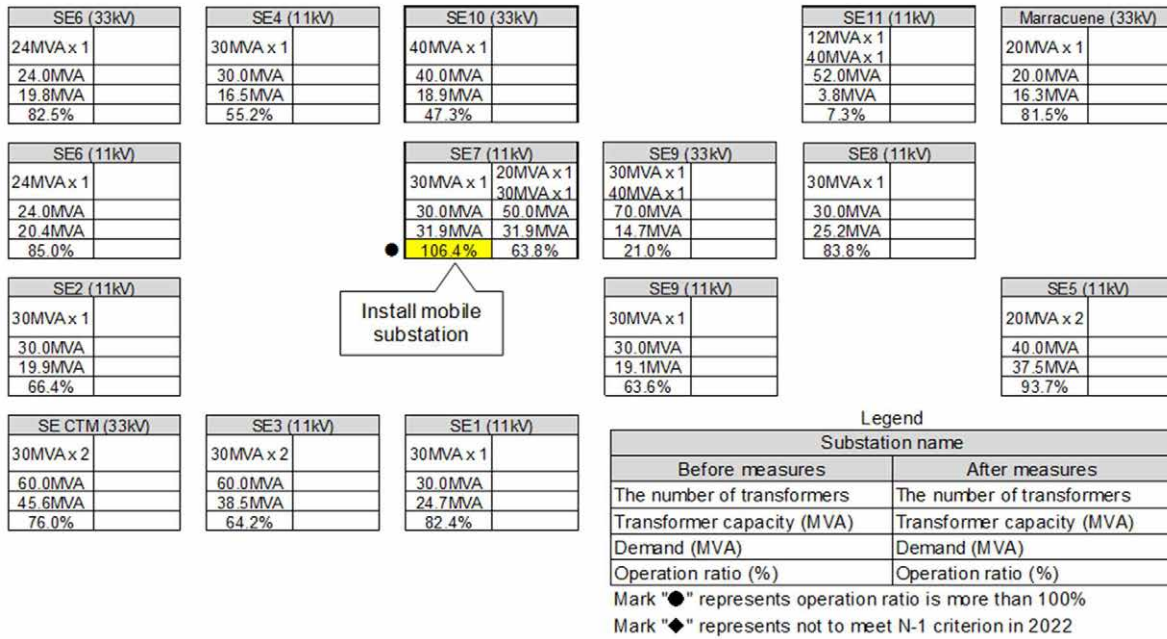 SE6 (33kV)
24MVA x 1
24.0MVA
19.8MVA
82.5%
SE4 (11kV)
30MVA x 1
30.0MVA
16.5MVA
55.2%
SE10 (33kV)
40MVA x 1
40.0MVA
18.9MVA
47.3%
SE11 (11kV)
12MVA x 1
40MVA x 1
52.0MVA
3.8MVA
7.3%
Marracuene (33kV)
20MVA x 1
20.0MVA
16.3MVA
81.5%
SE6 (11kV)
24MVA x 1
24.0MVA
20.4MVA
85.0%
SE7 (11kV)
30MVA x 1
20MVA x 1
30MVA x 1
30.0MVA 50.0MVA
31.9MVA 31.9MVA
● 106.4% 63.8%
SE9 (33kV)
30MVA x 1
40MVA x 1
70.0MVA
14.7MVA
21.0%
SE8 (11kV)
30MVA x 1
30.0MVA
25.2MVA
83.8%
Install mobile
substation
SE2 (11kV)
30MVA x 1
30.0MVA
19.9MVA
66.4%
SE9 (11kV)
30MVA x 1
30.0MVA
19.1MVA
63.6%
SE5 (11kV)
20MVA x 2
40.0MVA
37.5MVA
93.7%
SE CTM (33kV)
30MVA x 2
60.0MVA
45.6MVA
76.0%
SE3 (11kV)
30MVA x 2
60.0MVA
38.5MVA
64.2%
SE1 (11kV)
30MVA x 1
30.0MVA
24.7MVA
82.4%
Legend
Substation name
Before measures After measures
The number of transformers The number of transformers
Transformer capacity (MVA) Transformer capacity (MVA)
Demand (MVA) Demand (MVA)
Operation ratio (%) Operation ratio (%)
Mark "●" represents operation ratio is more than 100%
Mark "◆" represents not to meet N-1 criterion in 2022